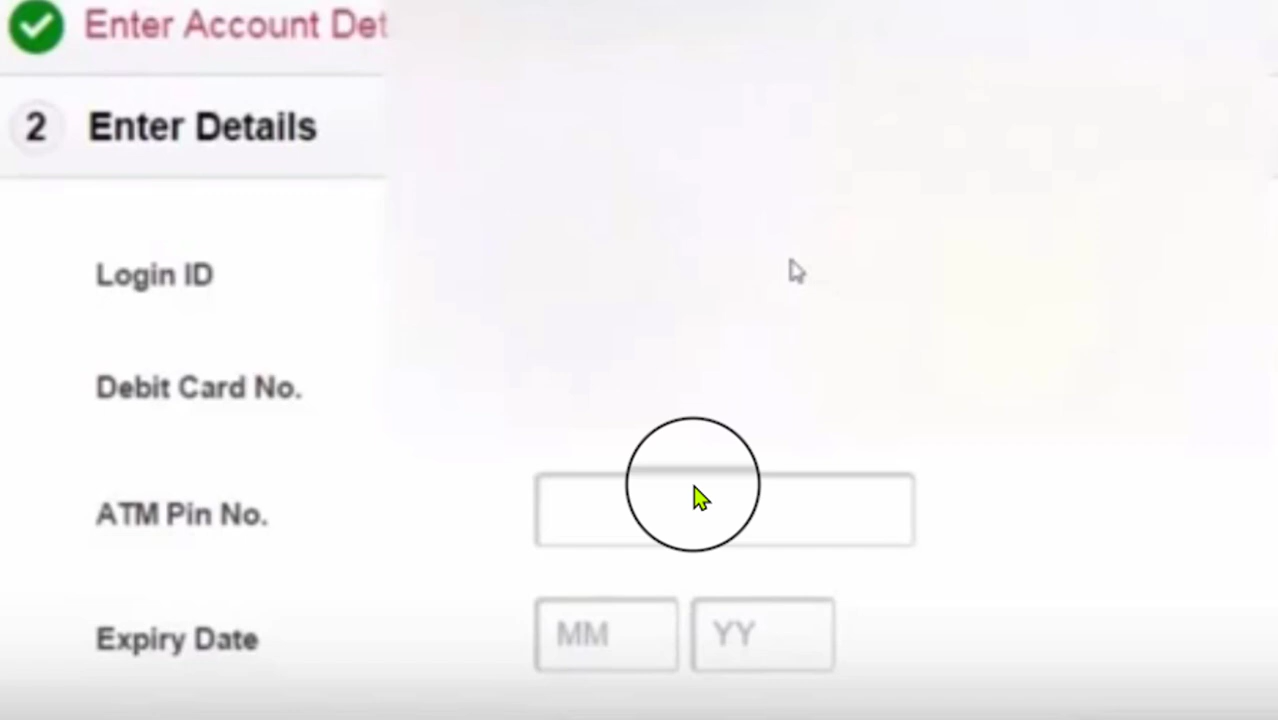 Enter Account Det
2 Enter Details
Login ID
Debit Card No.
ATM Pin No.
Expiry Date MM YY